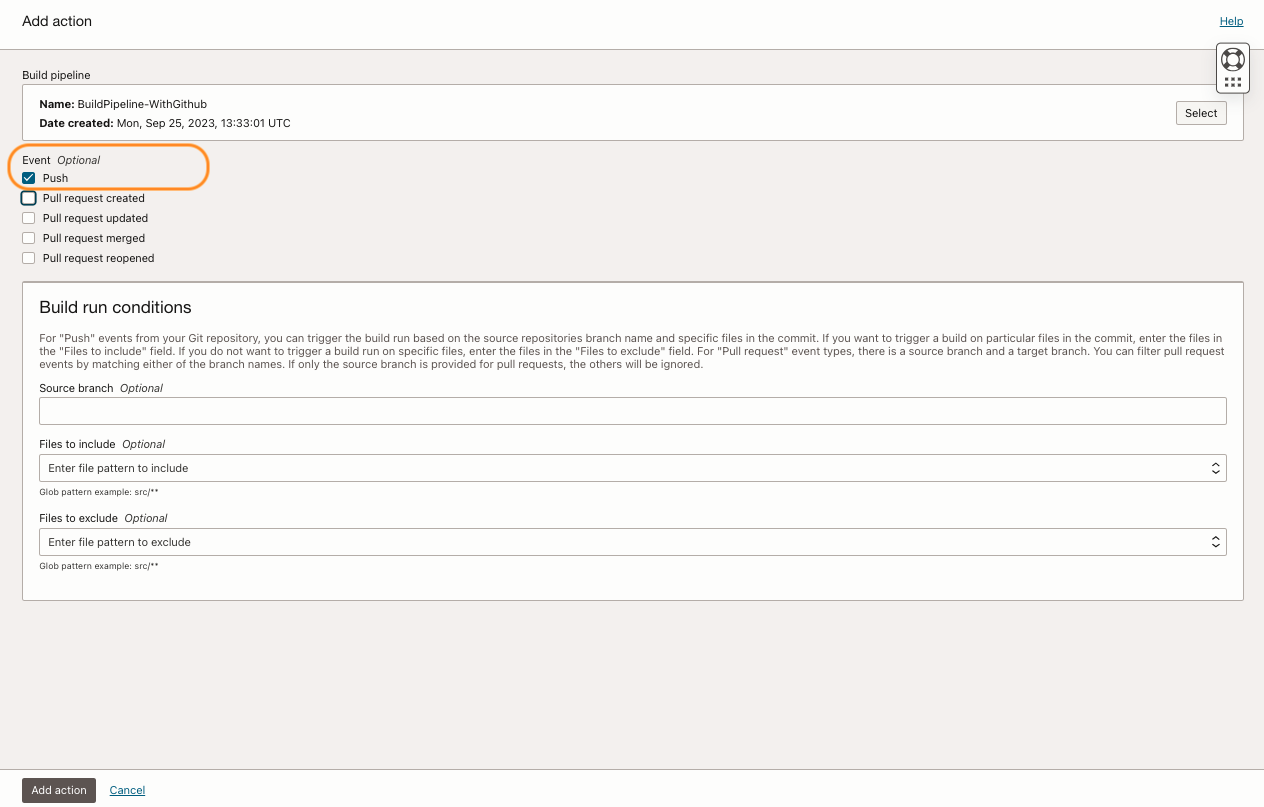 Add action
Help
Build pipeline
Name: BuildPipeline-WithGithub
Date created: Mon, Sep 25, 2023, 13:33:01 UTC
Select
Event Optional
Push
Pull request created
Pull request updated
Pull request merged
Pull request reopened
Build run conditions
For "Push" events from your Git repository, you can trigger the build run based on the source repositories branch name and specific files in the commit. If you want to trigger a build on particular files in the commit, enter the files in
the "Files to include" field. If you do not want to trigger a build run on specific files, enter the files in the "Files to exclude" field. For "Pull request" event types, there is a source branch and a target branch. You can filter pull request
events by matching either of the branch names. If only the source branch is provided for pull requests, the others will be ignored.
Source branch Optional
Files to include Optional
Enter file pattern to include
Glob pattern example: src/**
Files to exclude Optional
Enter file pattern to exclude
Glob pattern example: src/**
Add action
Cancel